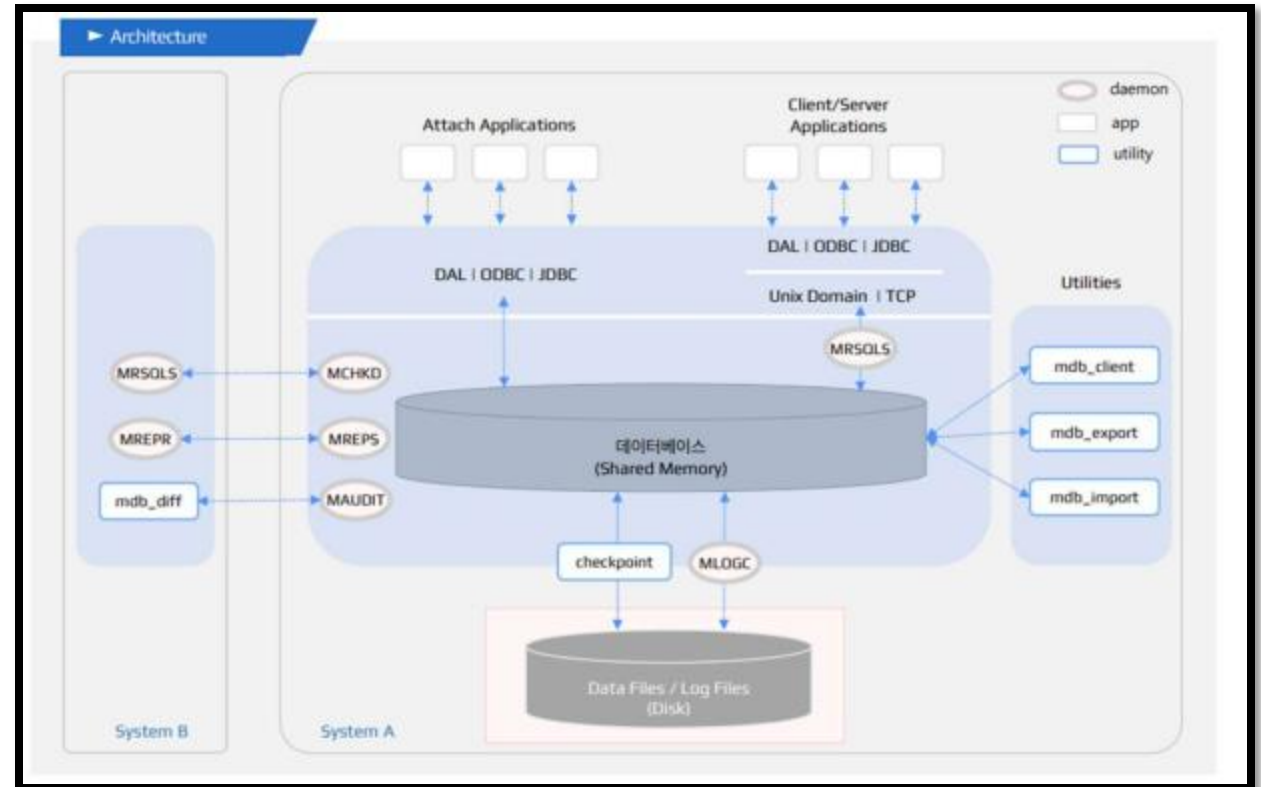 ► Architecture
daemon
app
utility
Attach Applications
Client/Server
Applications
DAL | ODBC | JDBC
DAL | ODBC | JDBC
Unix Domain | TCP
Utilities
MRSQLS
MCHKD
MRSQLS
mdb_client
MREPR
MREPS
데이터베이스
(Shared Memory)
mdb_export
mdb_diff
MAUDIT
mdb_import
checkpoint
MLOGC
Data Files / Log Files
(Disk)
System B
System A